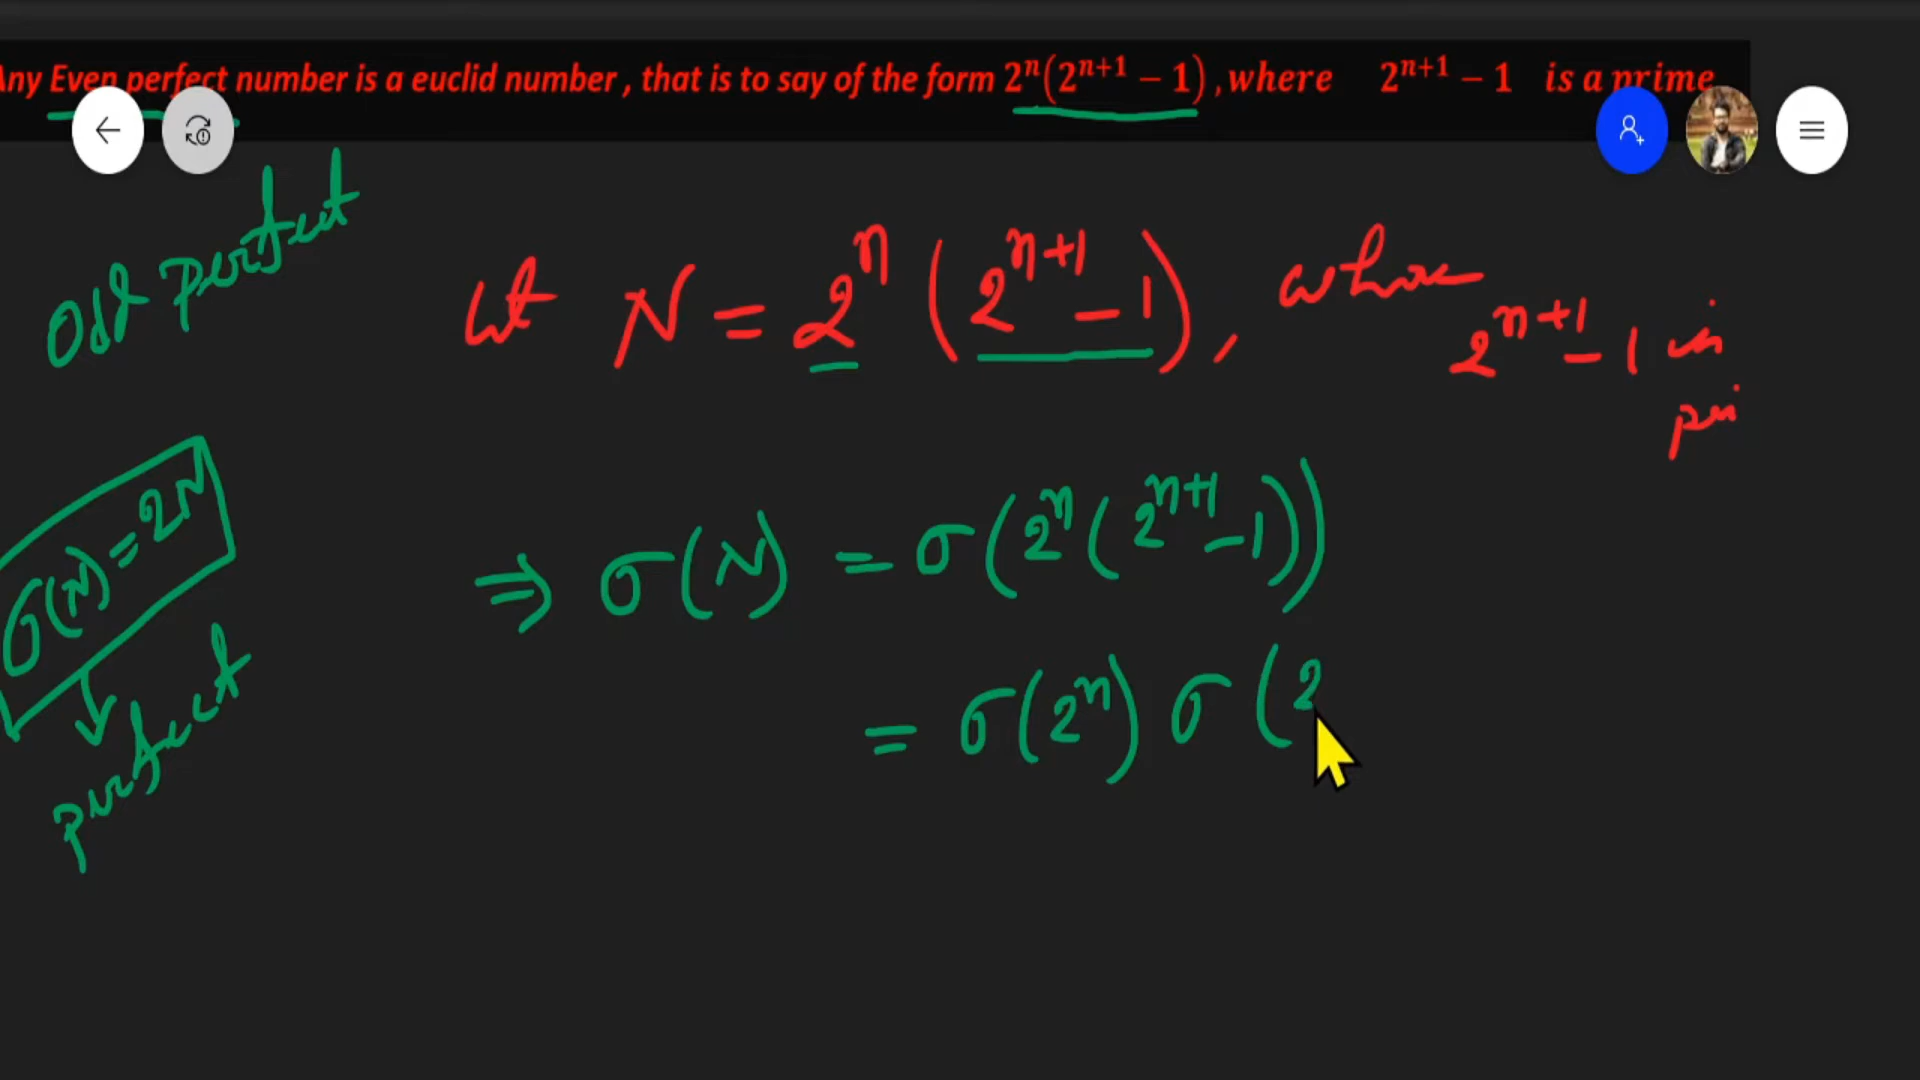 Any Even perfect number is a euclid number, that is to say of the form 2ⁿ(2ⁿ⁺¹ − 1), where 2ⁿ⁺¹ − 1 is a prime
Odd perfect
let N = 2ⁿ (2ⁿ⁺¹ − 1), where
2ⁿ⁺¹ − 1 is
pri
σ(N) = 2N
perfect
⇒ σ(N) = σ(2ⁿ(2ⁿ⁺¹ − 1))
= σ(2ⁿ) σ(2